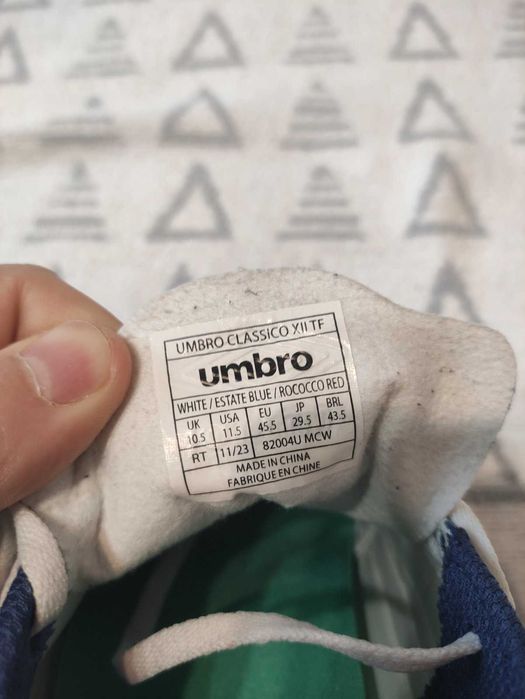 UMBRO CLASSICO XII TF
umbro
WHITE / ESTATE BLUE / ROCOCCO RED
UK USA EU JP BRL
10.5 11.5 45.5 29.5 43.5
RT 11/23 82004U MCW
MADE IN CHINA
FABRIQUE EN CHINE